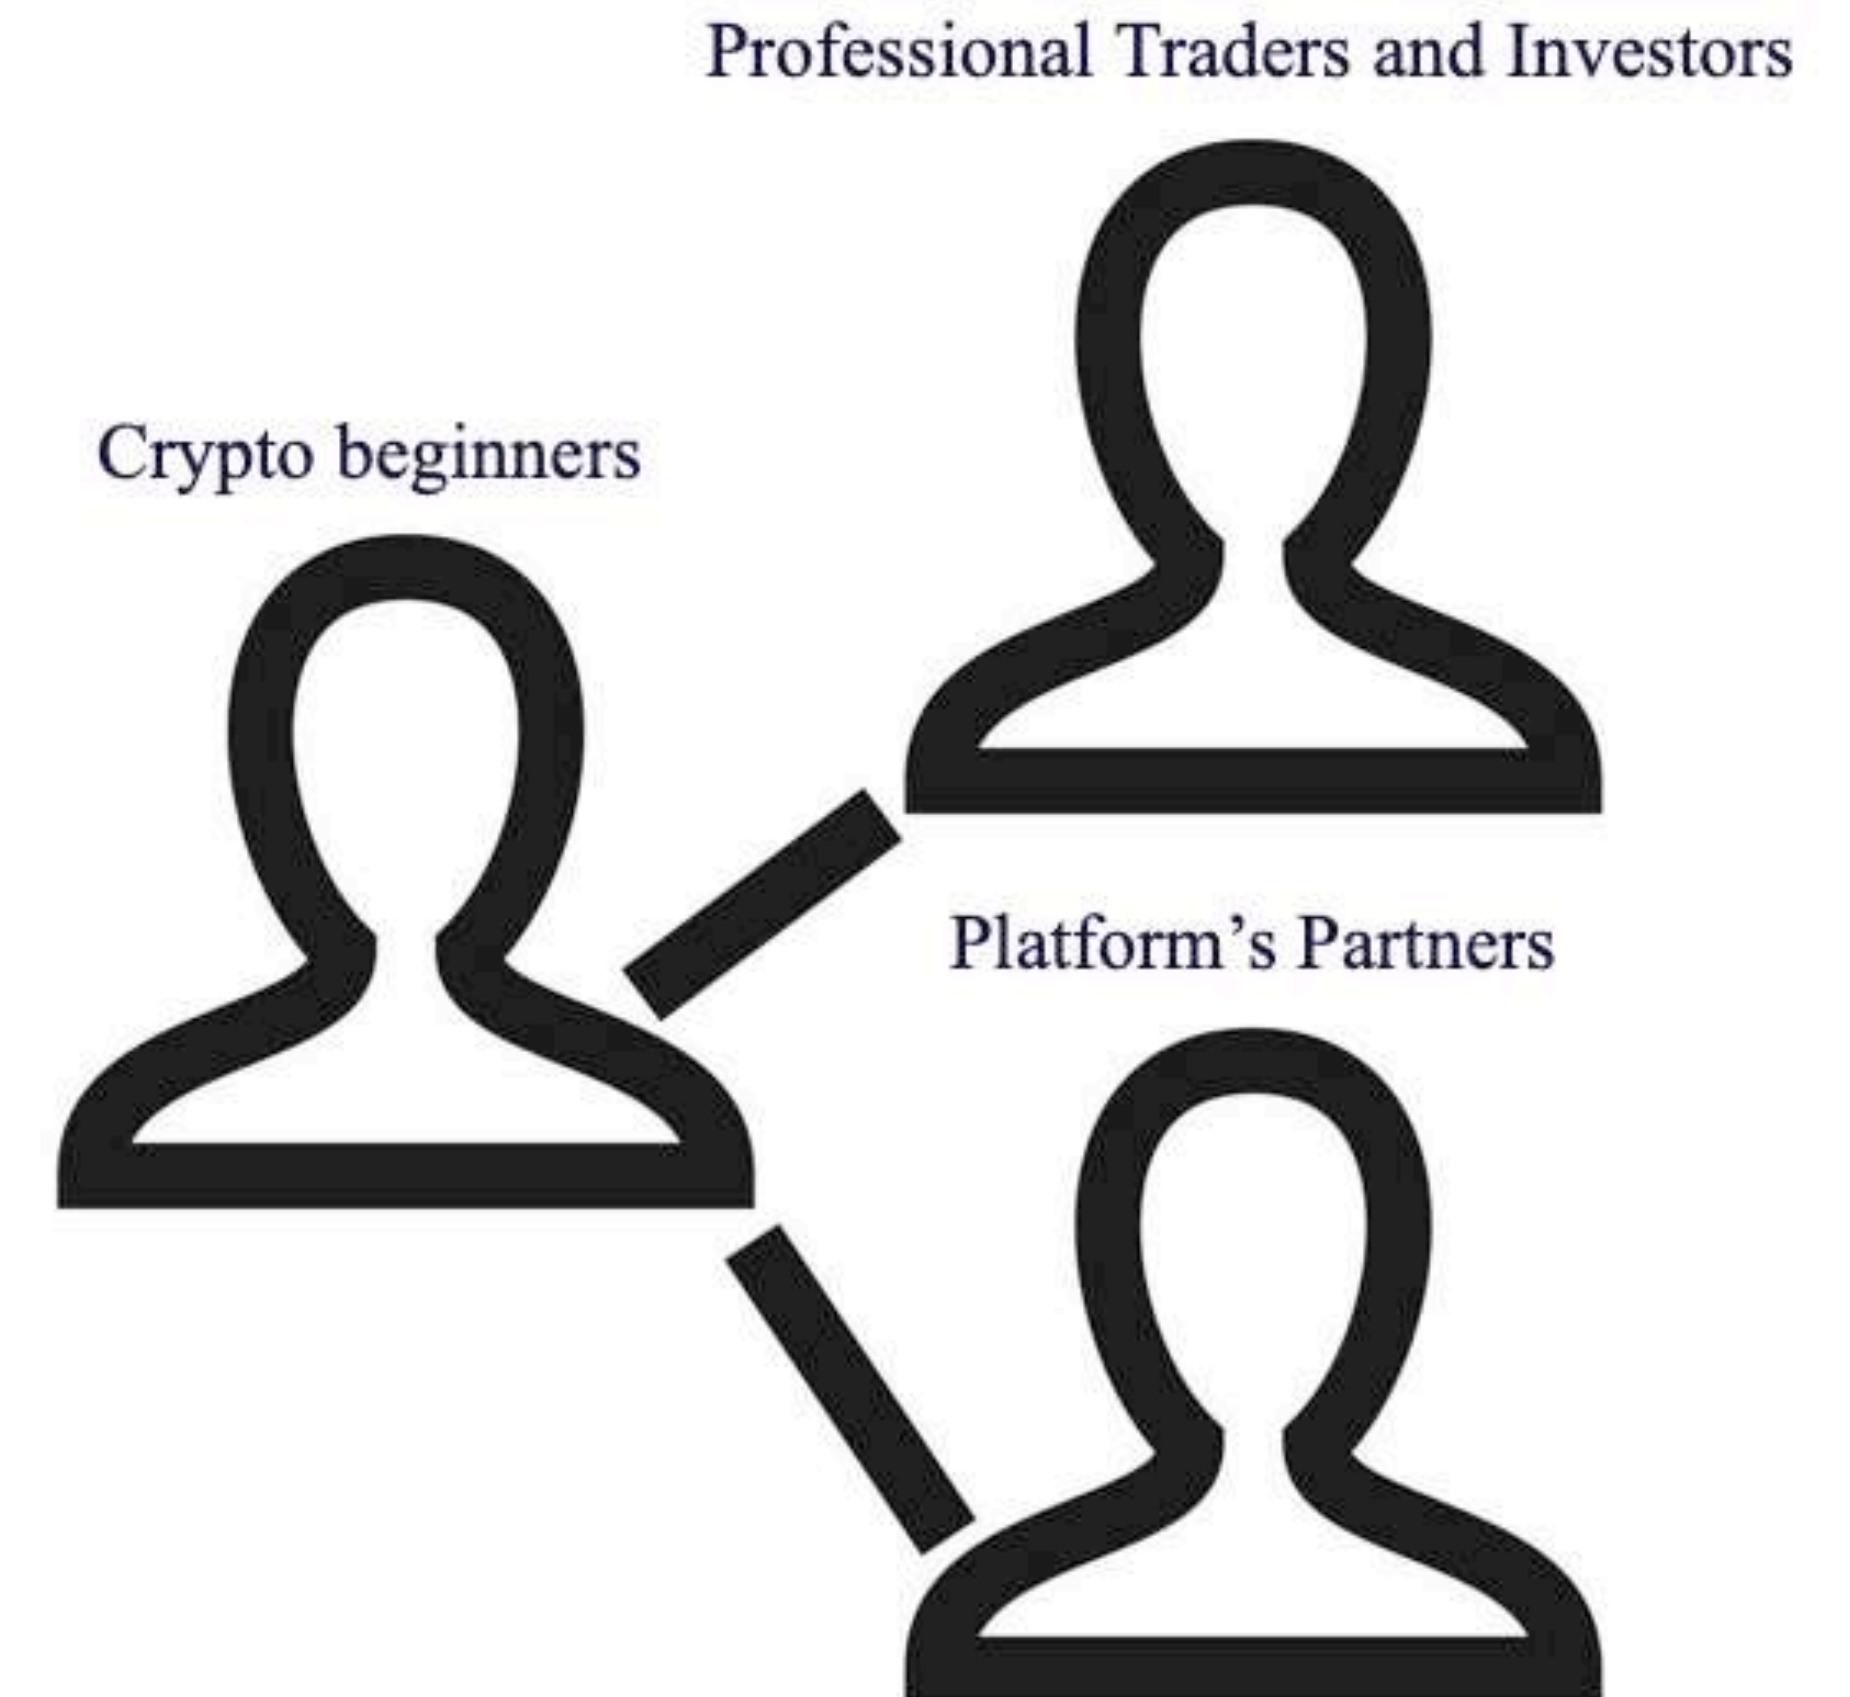 Professional Traders and Investors
Crypto beginners
Platform’s Partners